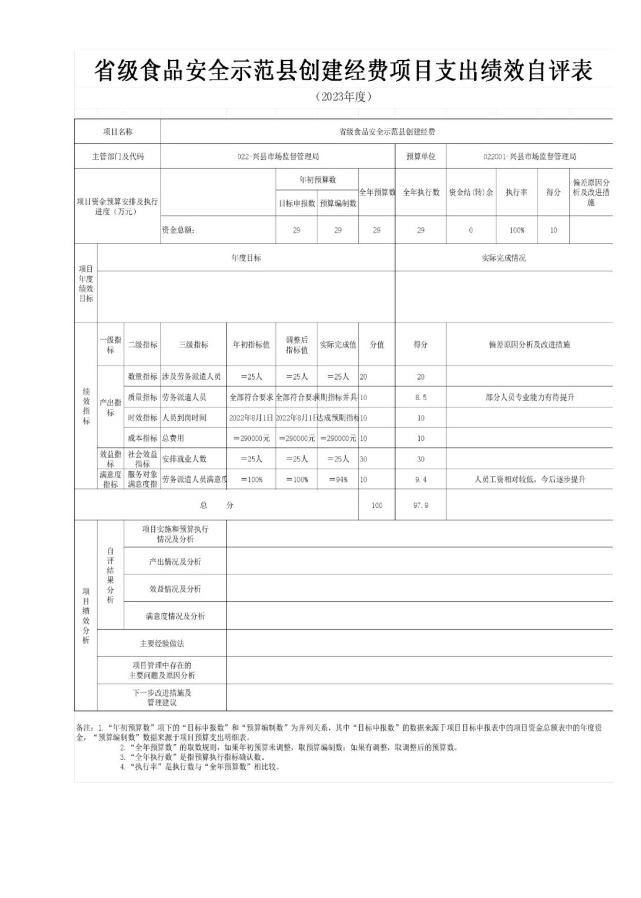 省级食品安全示范县创建经费项目支出绩效自评表
（2023年度）
项目名称 省级食品安全示范县创建经费
主管部门及代码 022-兴县市场监督管理局 预算单位 022001-兴县市场监督管理局
项目资金预算安排及执行进度（万元） 年初预算数 全年预算数 全年执行数 资金结(转)余 执行率 得分 偏差原因分析及改进措施
目标申报数 预算编制数
资金总额： 29 29 29 29 0 100% 10
项目年度绩效目标 年度目标 实际完成情况
绩效指标 一级指标 二级指标 三级指标 年初指标值 调整后指标值 实际完成值 分值 得分 偏差原因分析及改进措施
产出指标 数量指标 涉及劳务派遣人员 ＝25人 ＝25人 ＝25人 20 20
质量指标 劳务派遣人员 全部符合要求 全部符合要求 期指标并具 10 8.5 部分人员专业能力有待提升
时效指标 人员到岗时间 2022年8月1日 2022年8月1日 达成预期指标 10 10
成本指标 总费用 ＝290000元 ＝290000元 ＝290000元 10 10
效益指标 社会效益指标 安排就业人数 ＝25人 ＝25人 ＝25人 30 30
满意度指标 服务对象满意度指 劳务派遣人员满意度 ＝100% ＝100% ＝94% 10 9.4 人员工资相对较低，今后逐步提升
总 分 100 97.9
项目绩效分析 自评结果分析 项目实施和预算执行情况及分析
产出情况及分析
效益情况及分析
满意度情况及分析
主要经验做法
项目管理中存在的主要问题及原因分析
下一步改进措施及管理建议
备注：1.“年初预算数”项下的“目标申报数”和“预算编制数”为并列关系，其中“目标申报数”的数据来源于项目目标申报表中的项目资金总额表中的年度资
金，“预算编制数”数据来源于项目预算支出明细表。
2.“全年预算数”的取数规则，如果年初预算未调整，取预算编制数；如果有调整，取调整后的预算数。
3.“全年执行数”是指预算执行指标确认数。
4.“执行率”是执行数与“全年预算数”相比较。